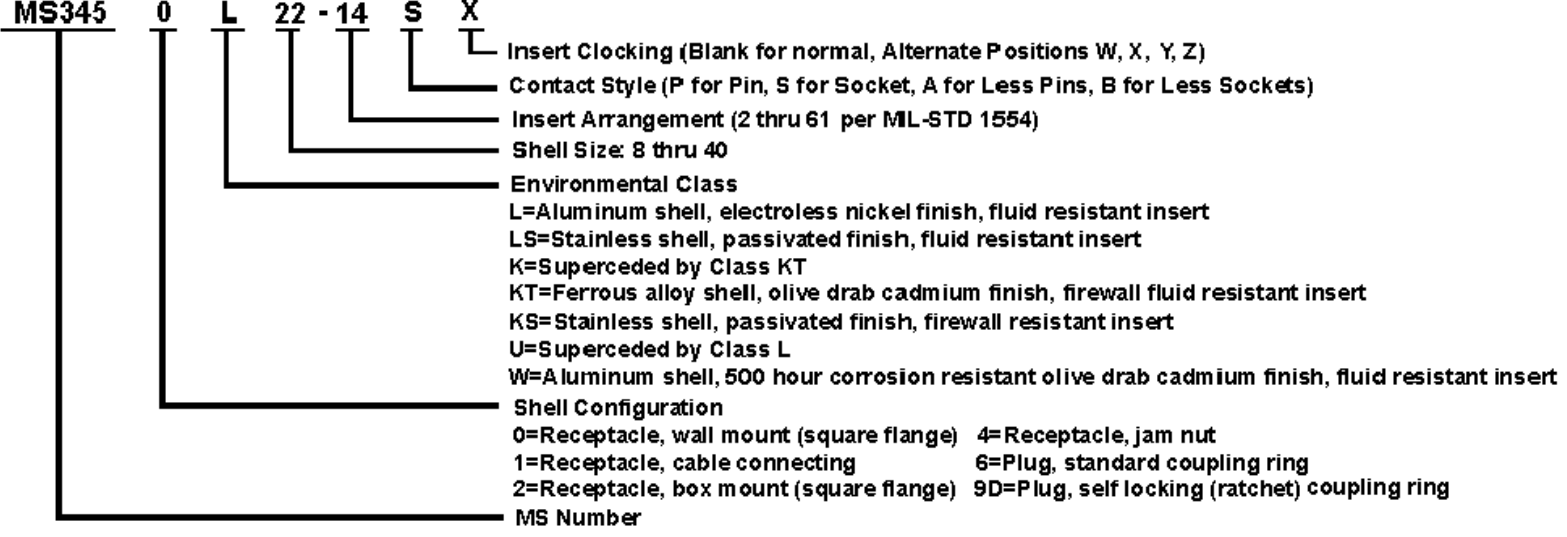 MS345 0 L 22 - 14 S X
Insert Clocking (Blank for normal, Alternate Positions W, X, Y, Z)
Contact Style (P for Pin, S for Socket, A for Less Pins, B for Less Sockets)
Insert Arrangement (2 thru 61 per MIL-STD 1554)
Shell Size: 8 thru 40
Environmental Class
L=Aluminum shell, electroless nickel finish, fluid resistant insert
LS=Stainless shell, passivated finish, fluid resistant insert
K=Superceded by Class KT
KT=Ferrous alloy shell, olive drab cadmium finish, firewall fluid resistant insert
KS=Stainless shell, passivated finish, firewall resistant insert
U=Superceded by Class L
W=Aluminum shell, 500 hour corrosion resistant olive drab cadmium finish, fluid resistant insert
Shell Configuration
0=Receptacle, wall mount (square flange) 4=Receptacle, jam nut
1=Receptacle, cable connecting 6=Plug, standard coupling ring
2=Receptacle, box mount (square flange) 9D=Plug, self locking (ratchet) coupling ring
MS Number